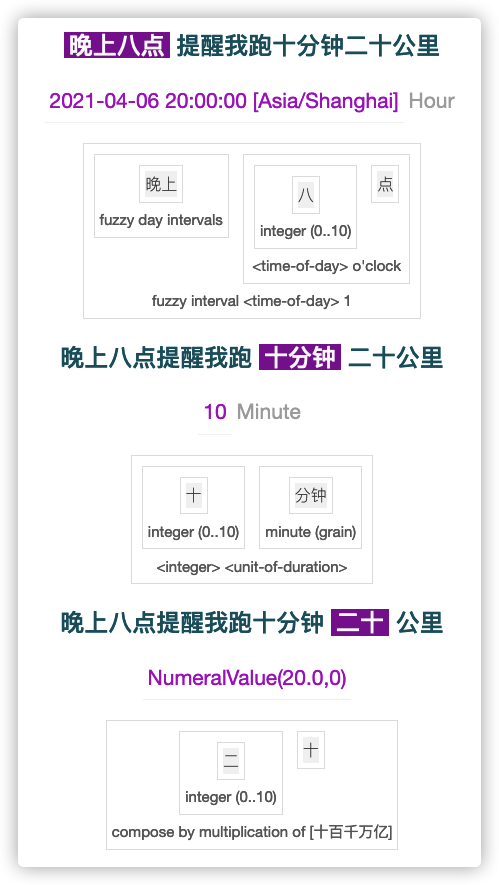 晚上八点 提醒我跑十分钟二十公里
2021-04-06 20:00:00 [Asia/Shanghai] Hour
晚上 八 点
fuzzy day intervals integer (0..10)
<time-of-day> o'clock
fuzzy interval <time-of-day> 1
晚上八点提醒我跑 十分钟 二十公里
10 Minute
十 分钟
integer (0..10) minute (grain)
<integer> <unit-of-duration>
晚上八点提醒我跑十分钟 二十 公里
NumeralValue(20.0,0)
二 十
integer (0..10)
compose by multiplication of [十百千万亿]